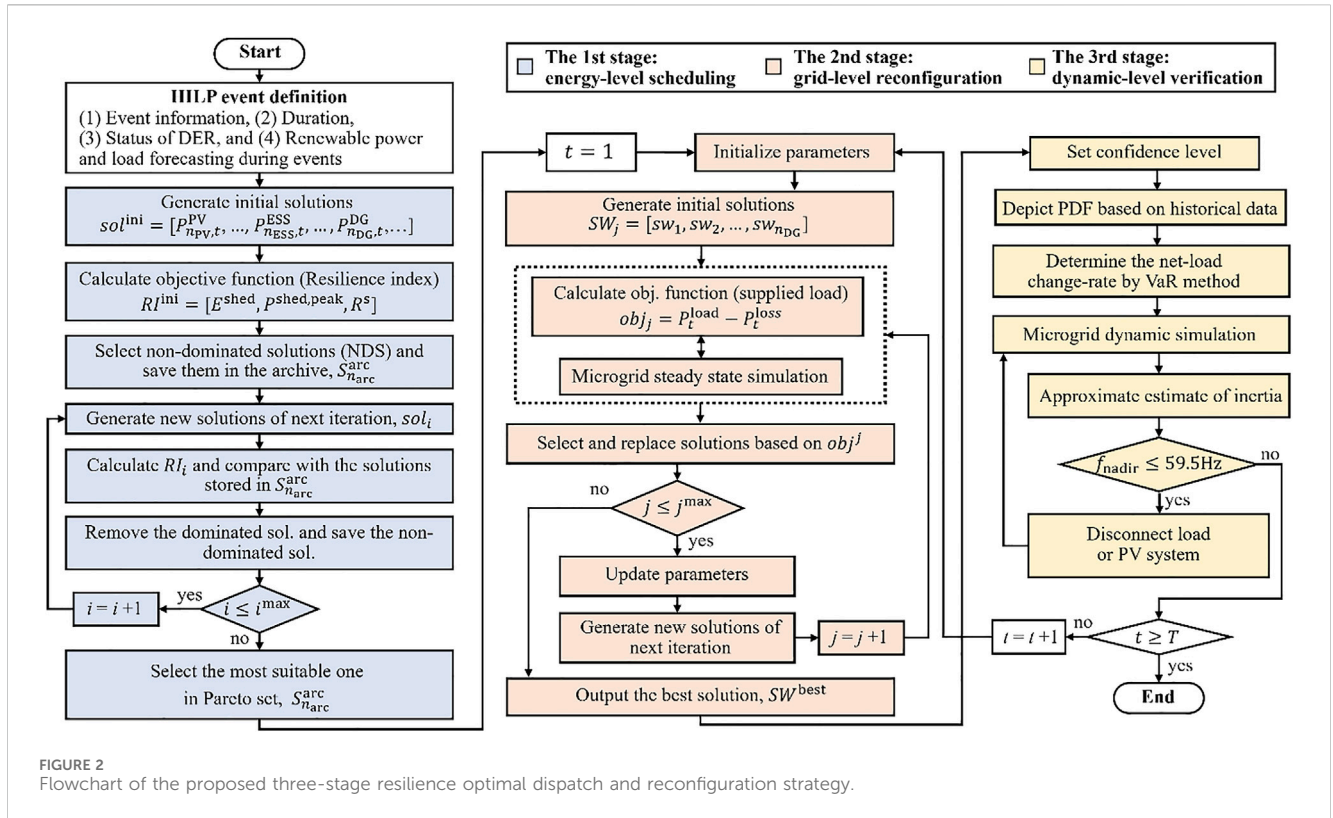 Start
HILP event definition
(1) Event information, (2) Duration,
(3) Status of DER, and (4) Renewable power
and load forecasting during events
Generate initial solutions
sol^ini = [P^PV_{n_PV,t}, …, P^ESS_{n_ESS,t}, …, P^DG_{n_DG,t}, …]
Calculate objective function (Resilience index)
RI^ini = [E^shed, P^shed,peak, R^s]
Select non-dominated solutions (NDS) and
save them in the archive, S^arc_{n_arc}
Generate new solutions of next iteration, sol_i
Calculate RI_i and compare with the solutions
stored in S^arc_{n_arc}
Remove the dominated sol. and save the non-
dominated sol.
i ≤ i^max
yes
i = i +1
no
Select the most suitable one
in Pareto set, S^arc_{n_arc}
The 1st stage:
energy-level scheduling
The 2nd stage:
grid-level reconfiguration
The 3rd stage:
dynamic-level verification
t = 1
Initialize parameters
Generate initial solutions
SW_j = [sw_1, sw_2, …, sw_{n_DG}]
Calculate obj. function (supplied load)
obj_j = P^load_t − P^loss_t
Microgrid steady state simulation
Select and replace solutions based on obj^j
no
j ≤ j^max
yes
Update parameters
Generate new solutions of
next iteration
j = j +1
Output the best solution, SW^best
Set confidence level
Depict PDF based on historical data
Determine the net-load
change-rate by VaR method
Microgrid dynamic simulation
Approximate estimate of inertia
f_nadir ≤ 59.5Hz
no
yes
Disconnect load
or PV system
t ≥ T
no
t = t +1
yes
End
FIGURE 2
Flowchart of the proposed three-stage resilience optimal dispatch and reconfiguration strategy.